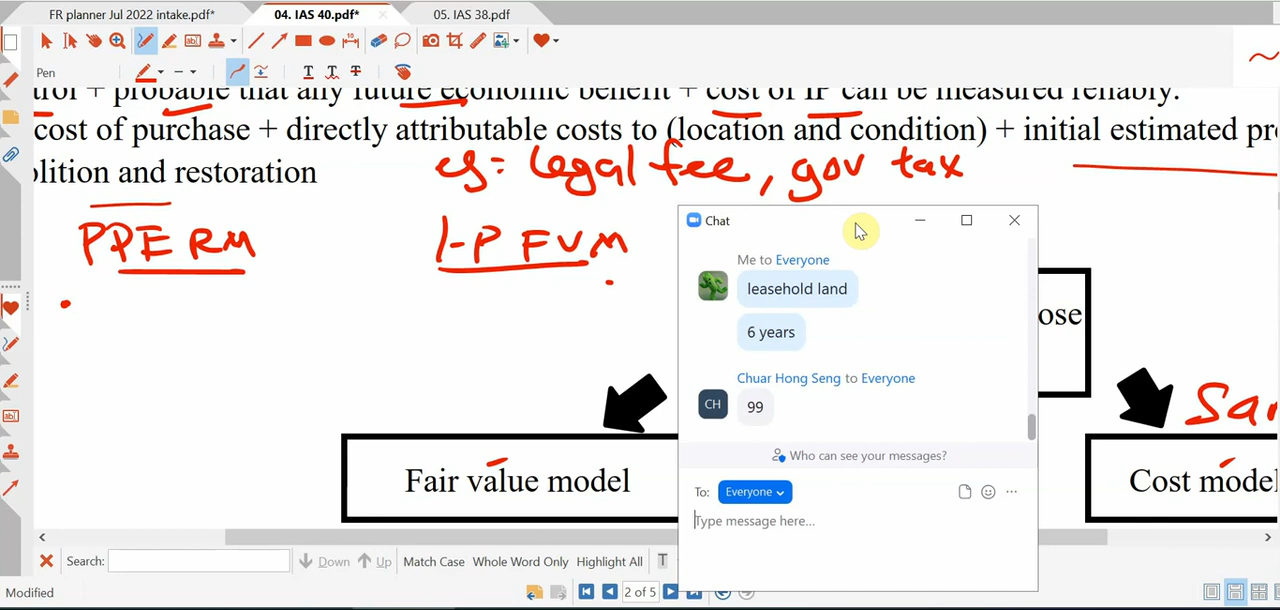 FR planner Jul 2022 intake.pdf*
04. IAS 40.pdf*
05. IAS 38.pdf
Pen
+ probable that any future economic benefit + cost of IP can be measured reliably.
cost of purchase + directly attributable costs to (location and condition) + initial estimated
eg: legal fee, gov tax
and restoration
PPE RM
I-P FVM
Chat
Me to Everyone
leasehold land
6 years
Chuar Hong Seng to Everyone
CH
99
Who can see your messages?
To: Everyone
Type message here...
Fair value model
Cost model
Search:
Down
Up
Match Case
Whole Word Only
Highlight All
T
Modified
2 of 5